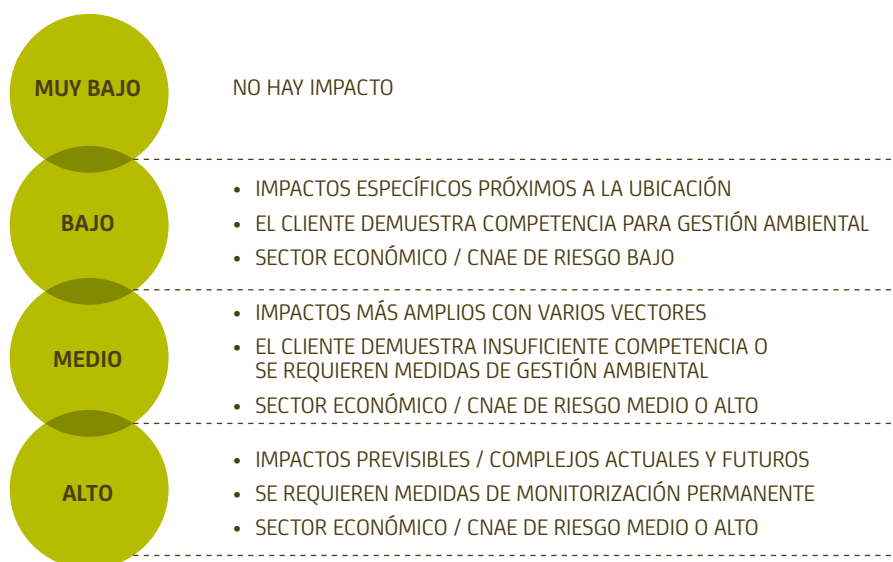 MUY BAJO
NO HAY IMPACTO
BAJO
• IMPACTOS ESPECÍFICOS PRÓXIMOS A LA UBICACIÓN
• EL CLIENTE DEMUESTRA COMPETENCIA PARA GESTIÓN AMBIENTAL
• SECTOR ECONÓMICO / CNAE DE RIESGO BAJO
MEDIO
• IMPACTOS MÁS AMPLIOS CON VARIOS VECTORES
• EL CLIENTE DEMUESTRA INSUFICIENTE COMPETENCIA O
SE REQUIEREN MEDIDAS DE GESTIÓN AMBIENTAL
• SECTOR ECONÓMICO / CNAE DE RIESGO MEDIO O ALTO
ALTO
• IMPACTOS PREVISIBLES / COMPLEJOS ACTUALES Y FUTUROS
• SE REQUIEREN MEDIDAS DE MONITORIZACIÓN PERMANENTE
• SECTOR ECONÓMICO / CNAE DE RIESGO MEDIO O ALTO